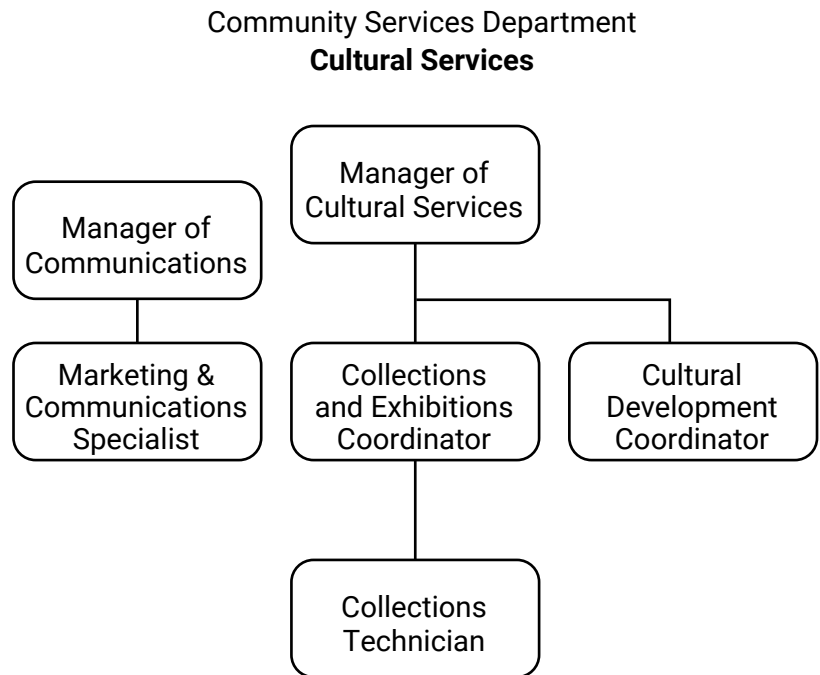 Community Services Department
Cultural Services
Manager of
Cultural Services
Manager of
Communications
Marketing &
Communications
Specialist
Collections
and Exhibitions
Coordinator
Cultural
Development
Coordinator
Collections
Technician